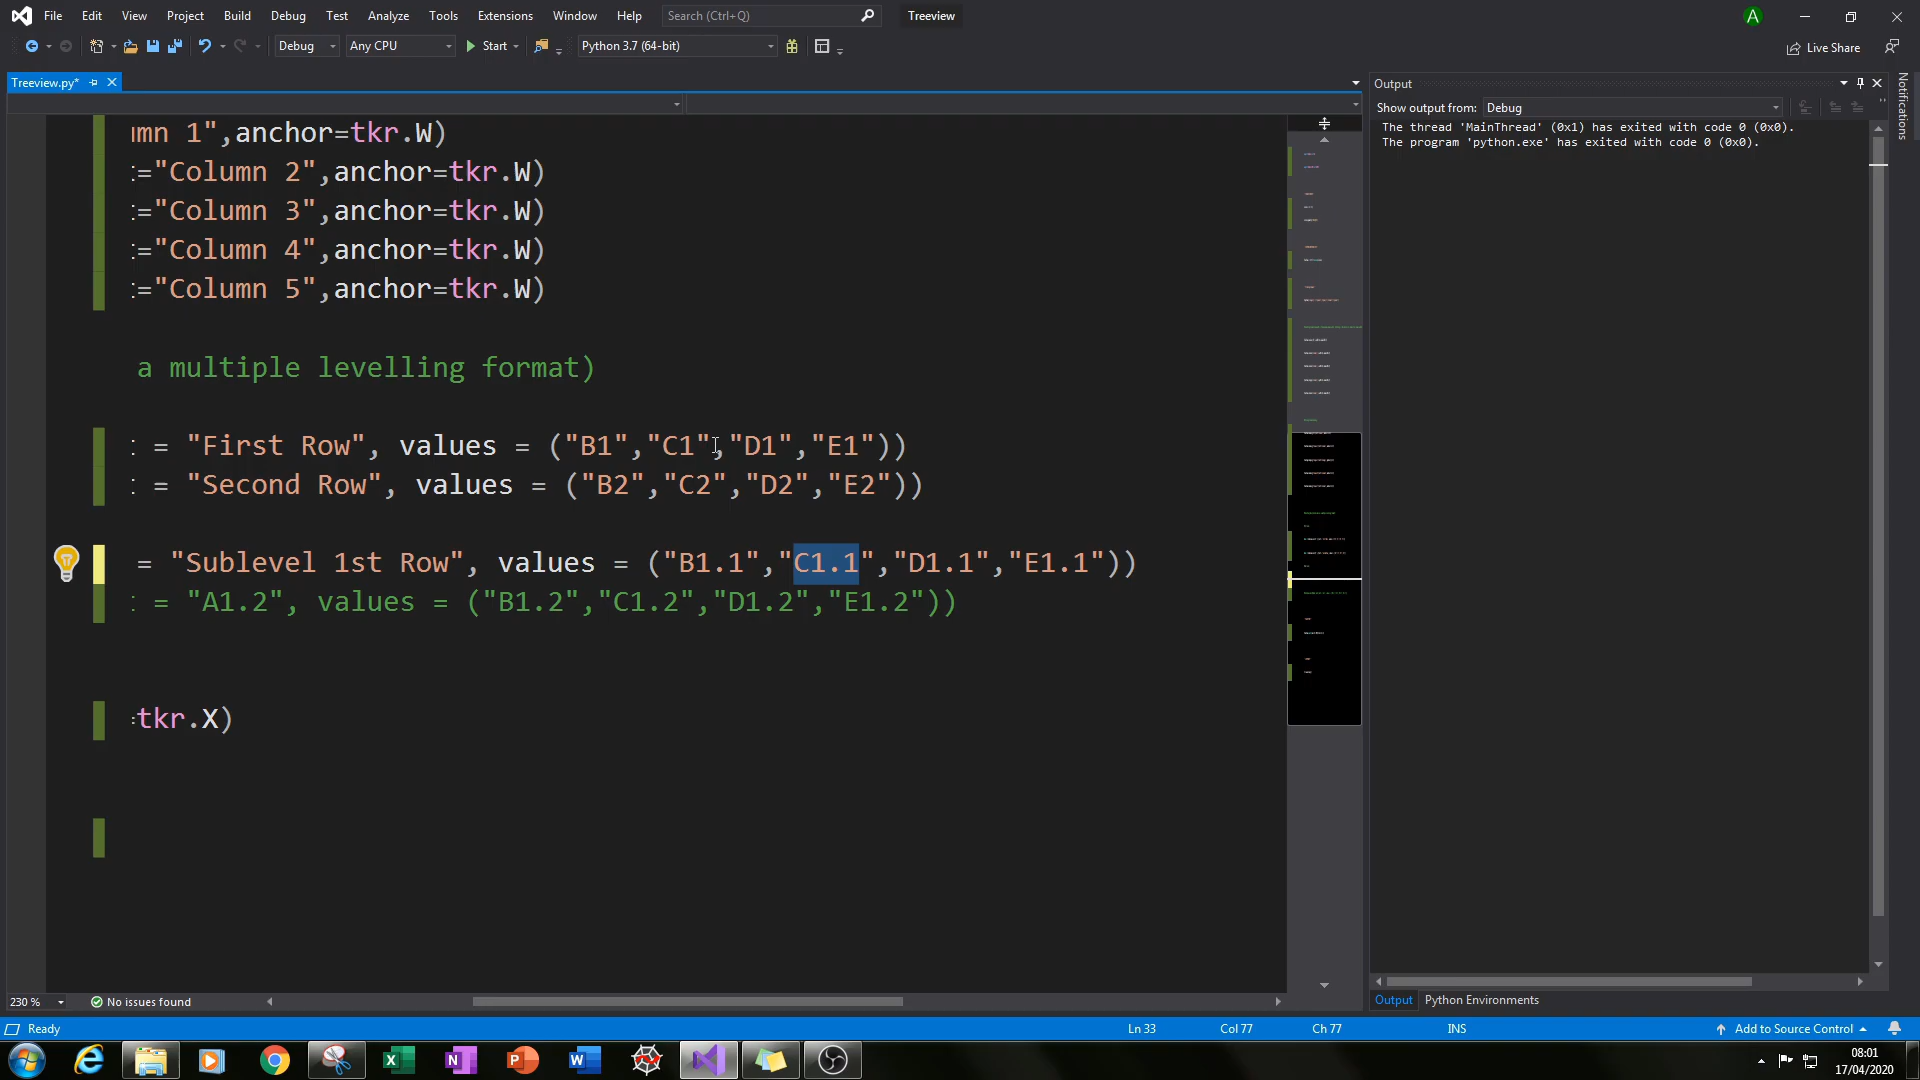 File Edit View Project Build Debug Test Analyze Tools Extensions Window Help Search (Ctrl+Q) Treeview A
Debug Any CPU Start Python 3.7 (64-bit) Live Share
Treeview.py* Output Notifications
Show output from: Debug
The thread 'MainThread' (0x1) has exited with code 0 (0x0).
The program 'python.exe' has exited with code 0 (0x0).
mn 1",anchor=tkr.W)
:="Column 2",anchor=tkr.W)
:="Column 3",anchor=tkr.W)
:="Column 4",anchor=tkr.W)
:="Column 5",anchor=tkr.W)
a multiple levelling format)
: = "First Row", values = ("B1","C1","D1","E1"))
: = "Second Row", values = ("B2","C2","D2","E2"))
= "Sublevel 1st Row", values = ("B1.1","C1.1","D1.1","E1.1"))
: = "A1.2", values = ("B1.2","C1.2","D1.2","E1.2"))
=tkr.X)
230 % No issues found Output Python Environments
Ready Ln 33 Col 77 Ch 77 INS Add to Source Control
08:01
17/04/2020